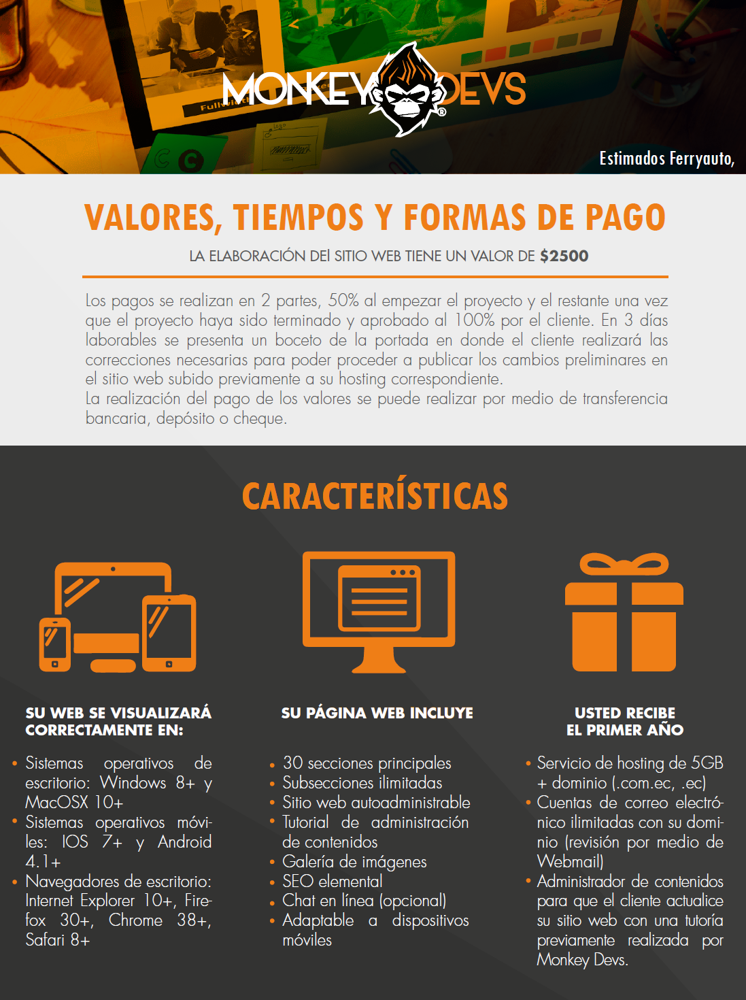 Fullwidth
logo
MONKEY DEVS
®
C C
Estimados Ferryauto,
VALORES, TIEMPOS Y FORMAS DE PAGO
LA ELABORACIÓN DEl SITIO WEB TIENE UN VALOR DE $2500
Los pagos se realizan en 2 partes, 50% al empezar el proyecto y el restante una vez
que el proyecto haya sido terminado y aprobado al 100% por el cliente. En 3 días
laborables se presenta un boceto de la portada en donde el cliente realizará las
correcciones necesarias para poder proceder a publicar los cambios preliminares en
el sitio web subido previamente a su hosting correspondiente.
La realización del pago de los valores se puede realizar por medio de transferencia
bancaria, depósito o cheque.
CARACTERÍSTICAS
SU WEB SE VISUALIZARÁ
CORRECTAMENTE EN:
• Sistemas operativos de
escritorio: Windows 8+ y
MacOSX 10+
• Sistemas operativos móvi-
les: IOS 7+ y Android
4.1+
• Navegadores de escritorio:
Internet Explorer 10+, Fire-
fox 30+, Chrome 38+,
Safari 8+
SU PÁGINA WEB INCLUYE
• 30 secciones principales
• Subsecciones ilimitadas
• Sitio web autoadministrable
• Tutorial de administración
de contenidos
• Galería de imágenes
• SEO elemental
• Chat en línea (opcional)
• Adaptable a dispositivos
móviles
USTED RECIBE
EL PRIMER AÑO
• Servicio de hosting de 5GB
+ dominio (.com.ec, .ec)
• Cuentas de correo electró-
nico ilimitadas con su domi-
nio (revisión por medio de
Webmail)
• Administrador de contenidos
para que el cliente actualice
su sitio web con una tutoría
previamente realizada por
Monkey Devs.